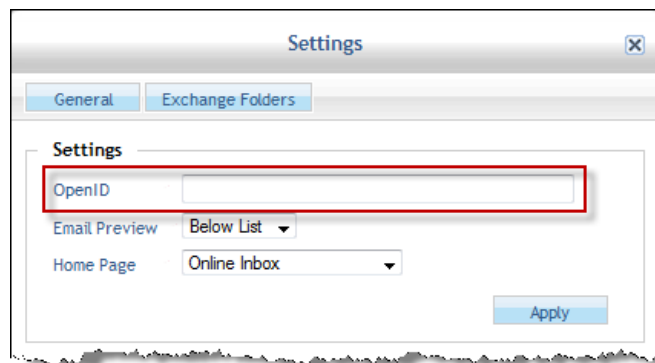 Settings
General Exchange Folders
Settings
OpenID
Email Preview Below List
Home Page Online Inbox
Apply